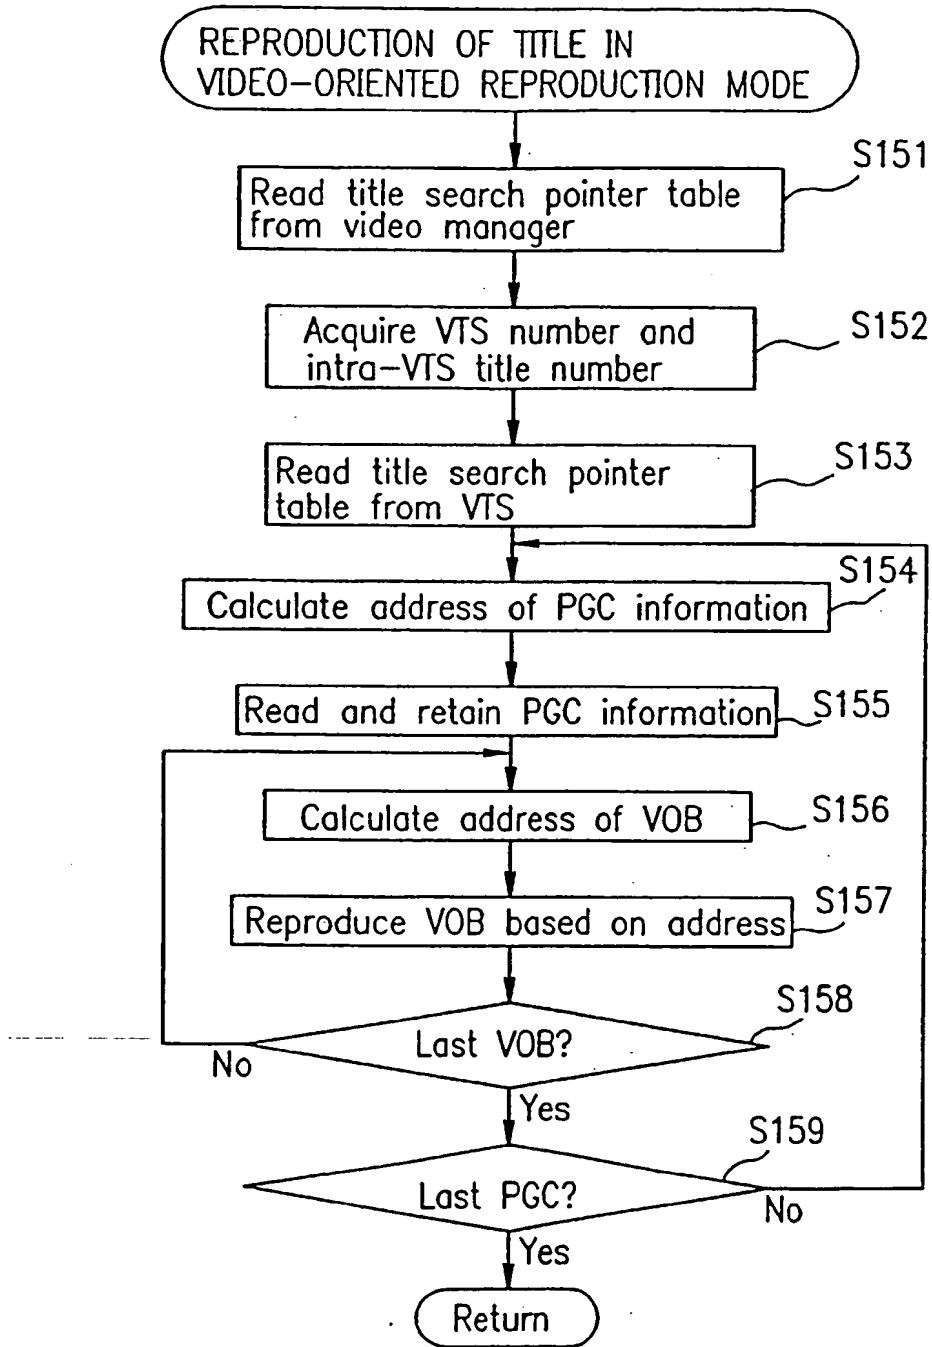 REPRODUCTION OF TITLE IN
VIDEO-ORIENTED REPRODUCTION MODE
S151
Read title search pointer table
from video manager
S152
Acquire VTS number and
intra-VTS title number
S153
Read title search pointer
table from VTS
S154
Calculate address of PGC information
S155
Read and retain PGC information
S156
Calculate address of VOB
S157
Reproduce VOB based on address
S158
Last VOB?
No
Yes
S159
Last PGC?
No
Yes
Return